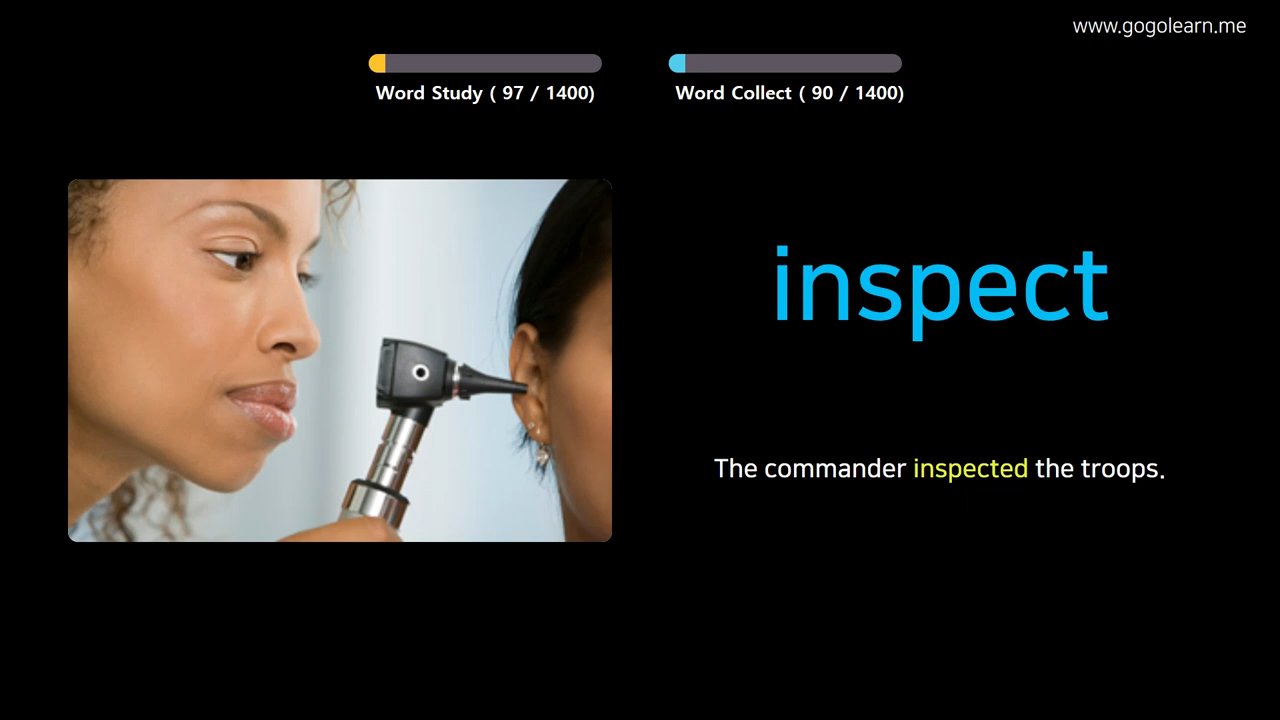 www.gogolearn.me
Word Study ( 97 / 1400)
Word Collect ( 90 / 1400)
inspect
The commander inspected the troops.